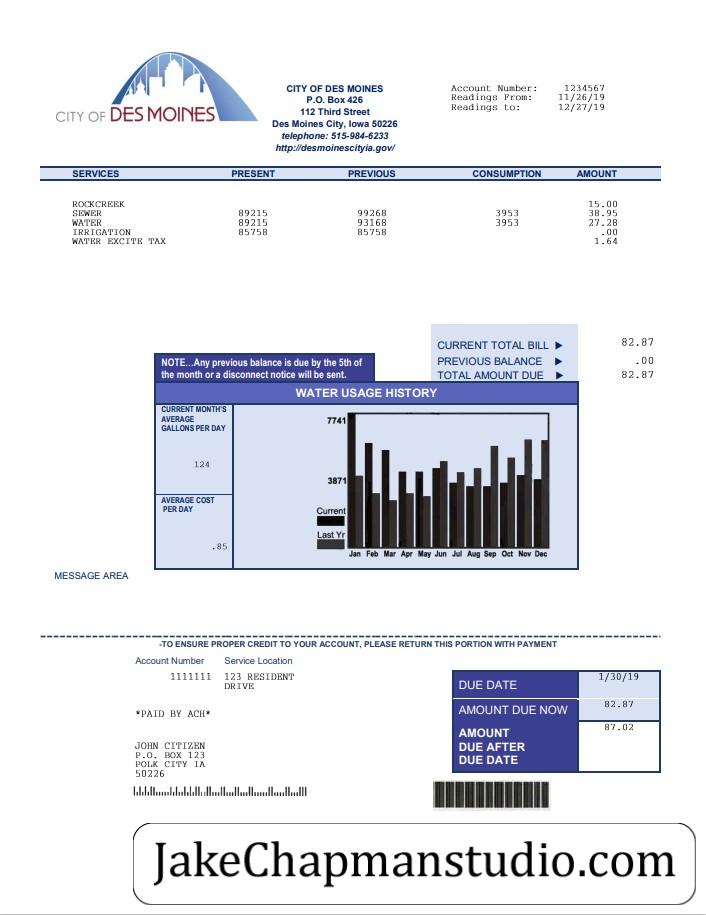 CITY OF DES MOINES
CITY OF DES MOINES
P.O. Box 426
112 Third Street
Des Moines City, Iowa 50226
telephone: 515-984-6233
http://desmoinescityia.gov/
Account Number: 1234567
Readings From: 11/26/19
Readings to: 12/27/19
SERVICES PRESENT PREVIOUS CONSUMPTION AMOUNT
ROCKCREEK 15.00
SEWER 89215 99268 3953 38.95
WATER 89215 93168 3953 27.28
IRRIGATION 85758 85758 .00
WATER EXCITE TAX 1.64
CURRENT TOTAL BILL ▶ 82.87
PREVIOUS BALANCE ▶ .00
TOTAL AMOUNT DUE ▶ 82.87
NOTE...Any previous balance is due by the 5th of
the month or a disconnect notice will be sent.
WATER USAGE HISTORY
CURRENT MONTH'S
AVERAGE
GALLONS PER DAY
124
AVERAGE COST
PER DAY
.85
7741
3871
Current
Last Yr
Jan Feb Mar Apr May Jun Jul Aug Sep Oct Nov Dec
MESSAGE AREA
-TO ENSURE PROPER CREDIT TO YOUR ACCOUNT, PLEASE RETURN THIS PORTION WITH PAYMENT
Account Number Service Location
1111111 123 RESIDENT
DRIVE
*PAID BY ACH*
JOHN CITIZEN
P.O. BOX 123
POLK CITY IA
50226
DUE DATE 1/30/19
AMOUNT DUE NOW 82.87
AMOUNT 87.02
DUE AFTER
DUE DATE
JakeChapmanstudio.com